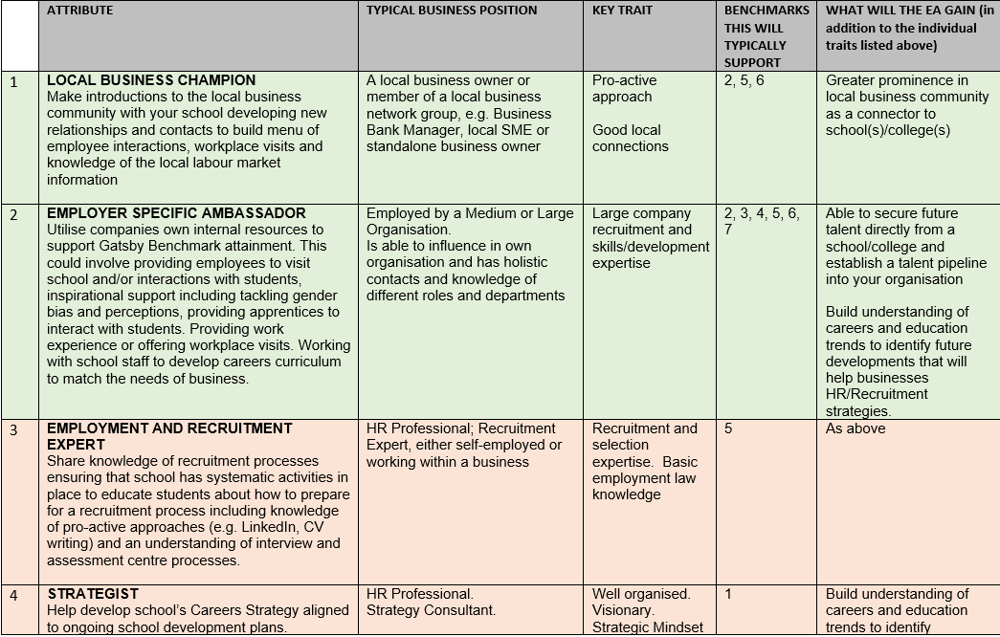 ATTRIBUTE
TYPICAL BUSINESS POSITION
KEY TRAIT
BENCHMARKS
THIS WILL
TYPICALLY
SUPPORT
WHAT WILL THE EA GAIN (in
addition to the individual
traits listed above)
1
LOCAL BUSINESS CHAMPION
Make introductions to the local business
community with your school developing new
relationships and contacts to build menu of
employee interactions, workplace visits and
knowledge of the local labour market
information
A local business owner or
member of a local business
network group, e.g. Business
Bank Manager, local SME or
standalone business owner
Pro-active
approach
Good local
connections
2, 5, 6
Greater prominence in
local business community
as a connector to
school(s)/college(s)
2
EMPLOYER SPECIFIC AMBASSADOR
Utilise companies own internal resources to
support Gatsby Benchmark attainment. This
could involve providing employees to visit
school and/or interactions with students,
inspirational support including tackling gender
bias and perceptions, providing apprentices to
interact with students. Providing work
experience or offering workplace visits. Working
with school staff to develop careers curriculum
to match the needs of business.
Employed by a Medium or Large
Organisation.
Is able to influence in own
organisation and has holistic
contacts and knowledge of
different roles and departments
Large company
recruitment and
skills/development
expertise
2, 3, 4, 5, 6,
7
Able to secure future
talent directly from a
school/college and
establish a talent pipeline
into your organisation
Build understanding of
careers and education
trends to identify future
developments that will
help businesses
HR/Recruitment
strategies.
3
EMPLOYMENT AND RECRUITMENT
EXPERT
Share knowledge of recruitment processes
ensuring that school has systematic activities in
place to educate students about how to prepare
for a recruitment process including knowledge
of pro-active approaches (e.g. LinkedIn, CV
writing) and an understanding of interview and
assessment centre processes.
HR Professional; Recruitment
Expert, either self-employed or
working within a business
Recruitment and
selection
expertise. Basic
employment law
knowledge
5
As above
4
STRATEGIST
Help develop school's Careers Strategy aligned
to ongoing school development plans.
HR Professional.
Strategy Consultant.
Well organised.
Visionary.
Strategic Mindset
1
Build understanding of
careers and education
trends to identify